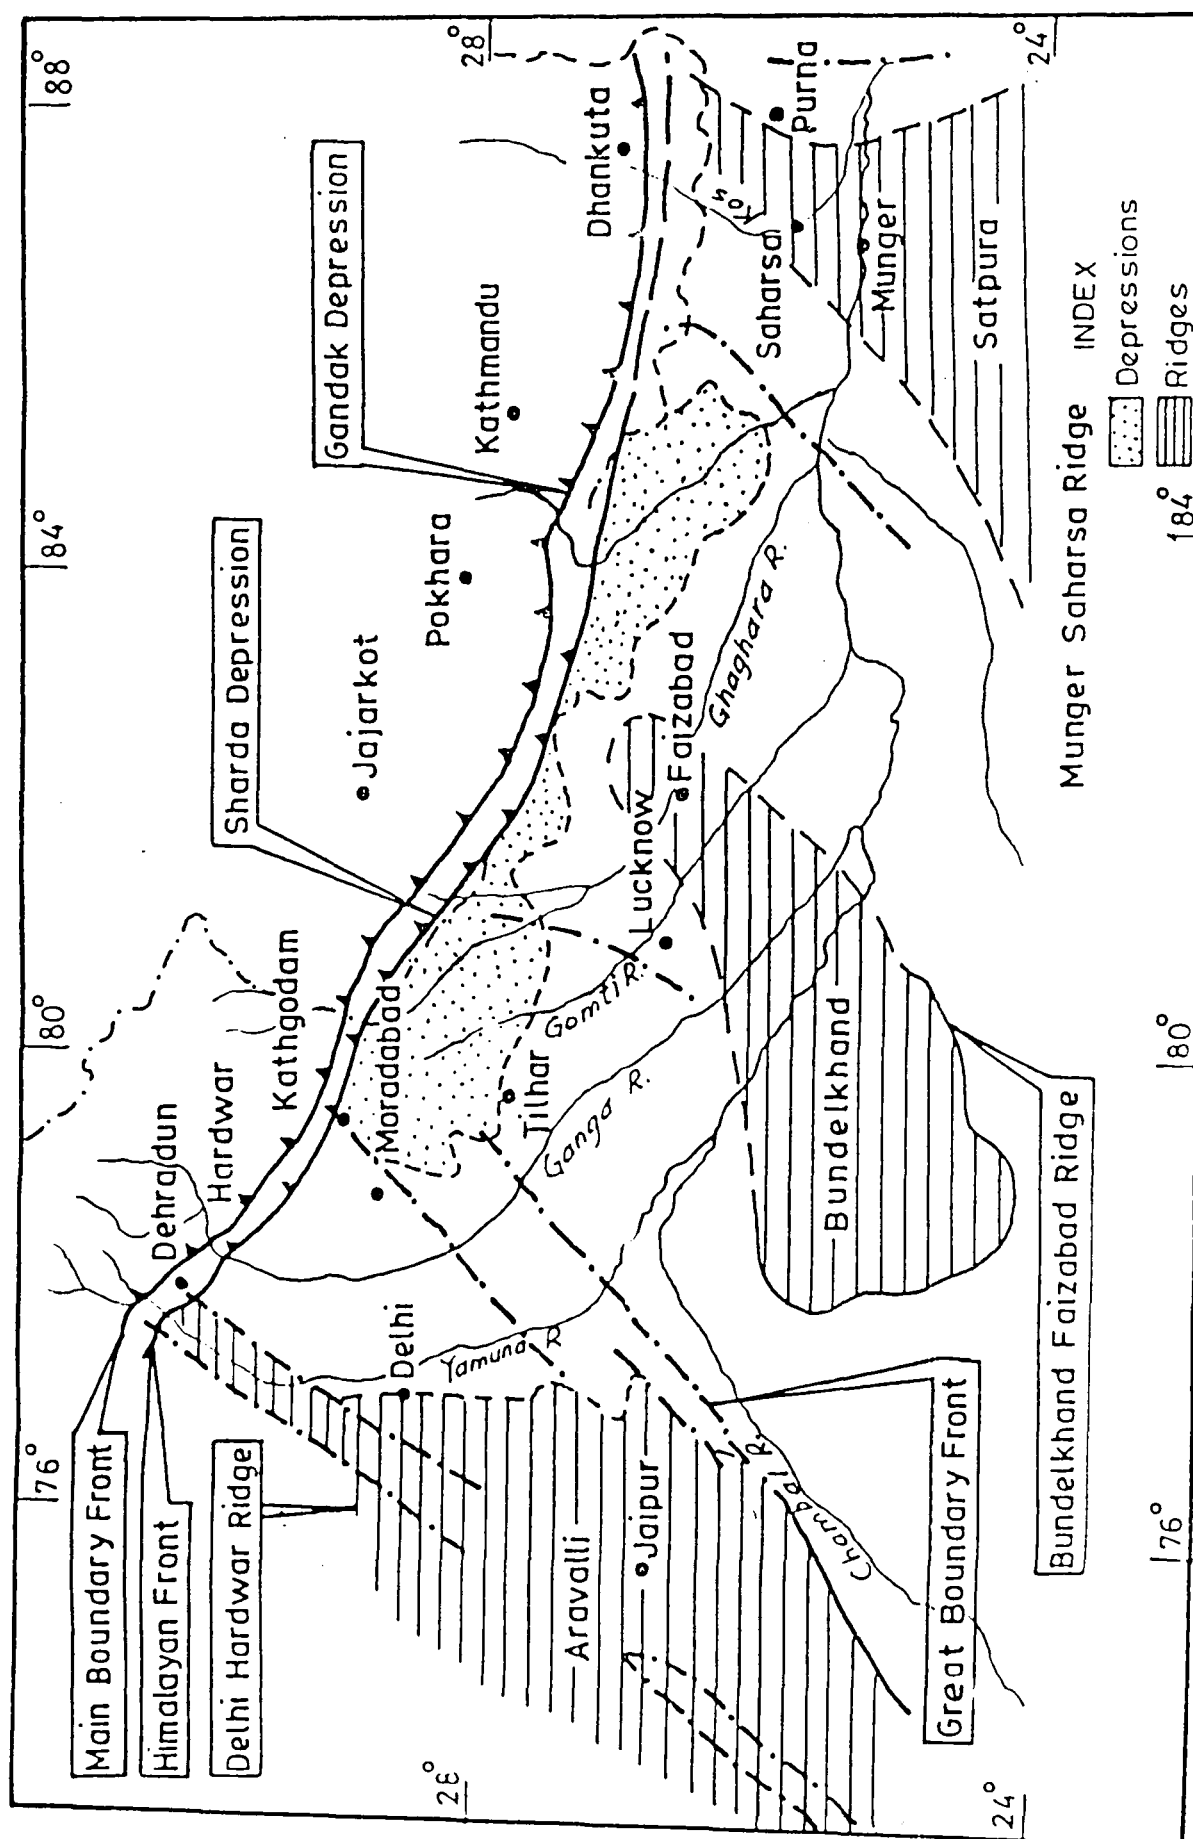 76°
80°
84°
88°
Main Boundary Front
Himalayan Front
Delhi Hardwar Ridge
Sharda Depression
Gandak Depression
Dehradun
Hardwar
Kathgodam
Jajarkot
Pokhara
Kathmandu
Dhankuta
28°
28°
Moradabad
Delhi
Yamuna R
Tilhar
Gomti R.
Ganga R.
Lucknow
Faizabad
Ghaghara R.
Saharsa
Purna
Munger
Satpura
Aravalli
Jaipur
Chambal R.
Bundelkhand
24°
24°
Great Boundary Front
Bundelkhand Faizabad Ridge
Munger Saharsa Ridge
INDEX
Depressions
Ridges
76°
80°
84°